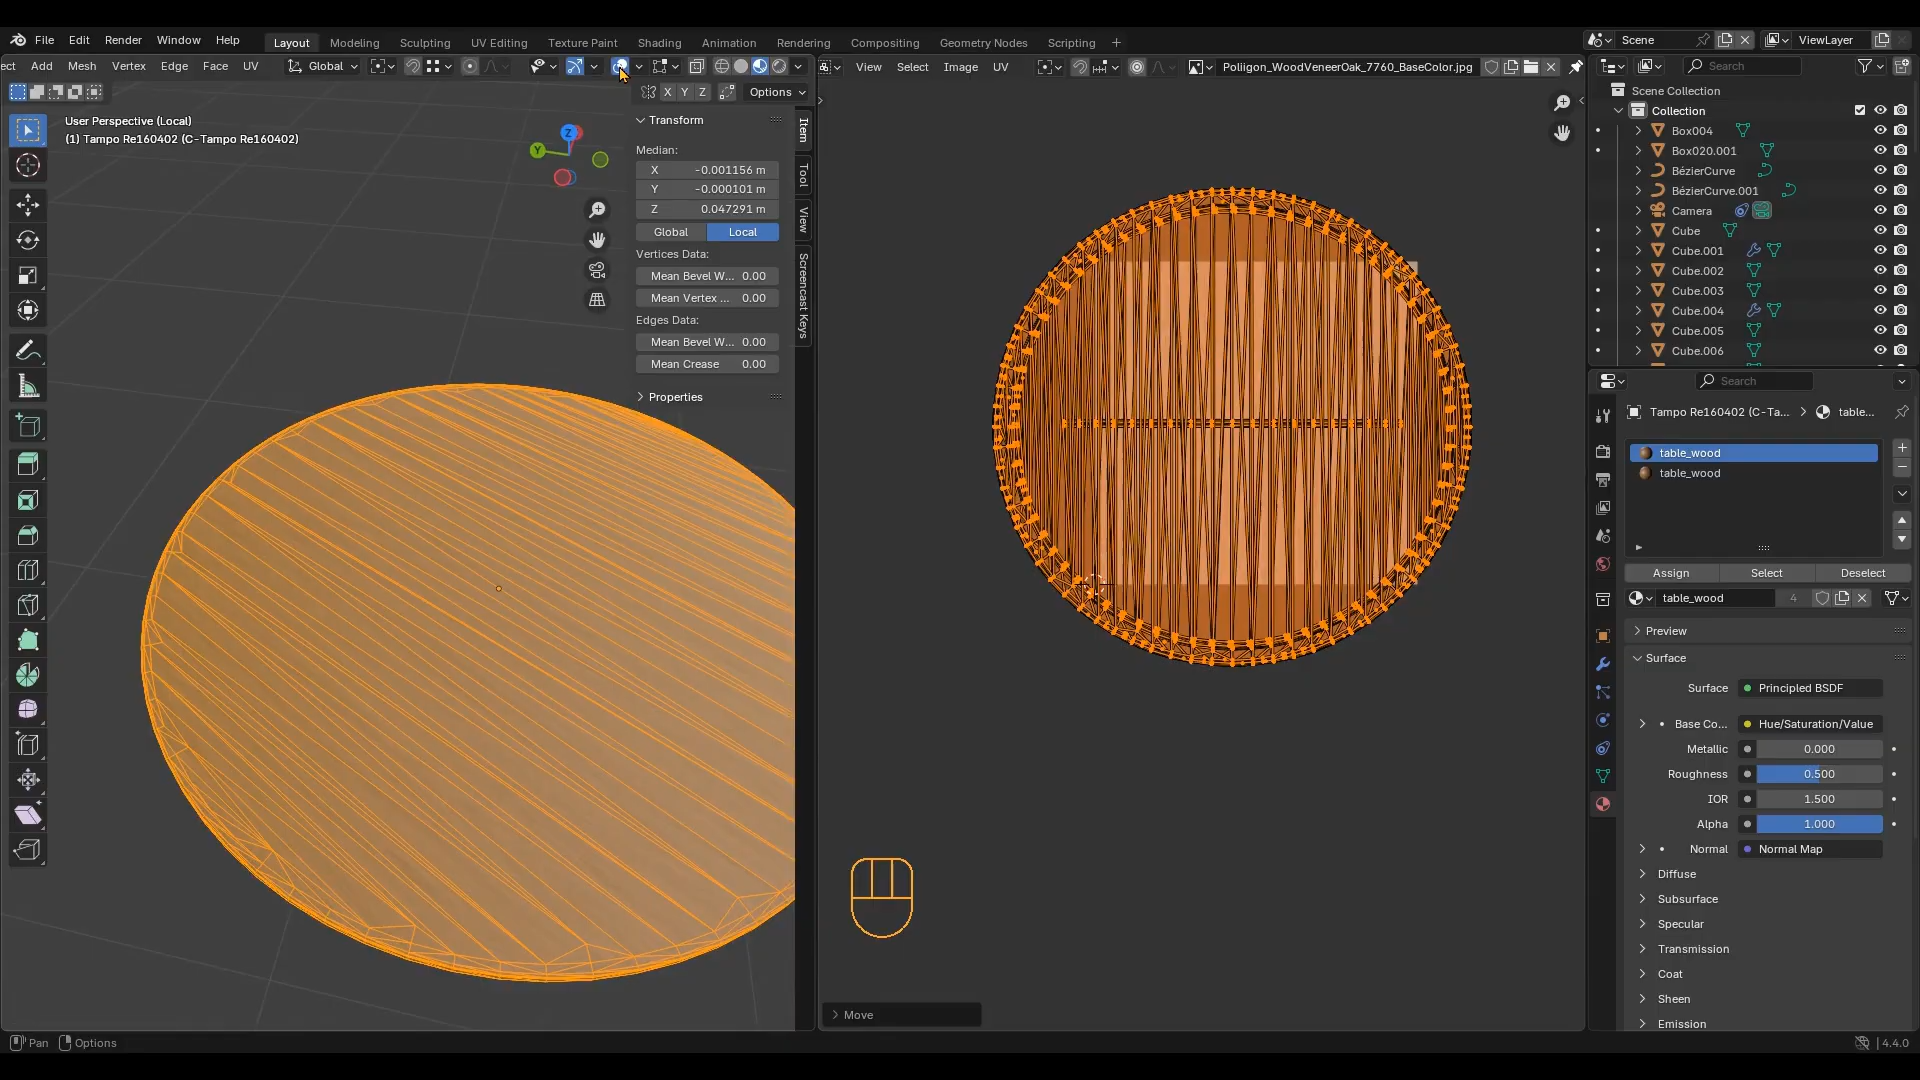 File Edit Render Window Help
Layout Modeling Sculpting UV Editing Texture Paint Shading Animation Rendering Compositing Geometry Nodes Scripting +
Scene
ViewLayer
ect Add Mesh Vertex Edge Face UV
Global
View Select Image UV
Poliigon_WoodVeneerOak_7760_BaseColor.jpg
Search
X Y Z
Options
User Perspective (Local)
(1) Tampo Re160402 (C-Tampo Re160402)
Z
Y
Transform
Median:
X -0.001156 m
Y -0.000101 m
Z 0.047291 m
Global Local
Vertices Data:
Mean Bevel W... 0.00
Mean Vertex ... 0.00
Edges Data:
Mean Bevel W... 0.00
Mean Crease 0.00
Properties
Item
Tool
View
Screencast Keys
Scene Collection
Collection
Box004
Box020.001
BézierCurve
BézierCurve.001
Camera
Cube
Cube.001
Cube.002
Cube.003
Cube.004
Cube.005
Cube.006
Search
Tampo Re160402 (C-Ta... table...
table_wood
table_wood
Assign Select Deselect
table_wood 4
Preview
Surface
Surface Principled BSDF
Base Co... Hue/Saturation/Value
Metallic 0.000
Roughness 0.500
IOR 1.500
Alpha 1.000
Normal Normal Map
Diffuse
Subsurface
Specular
Transmission
Coat
Sheen
Emission
Move
Pan Options
4.4.0